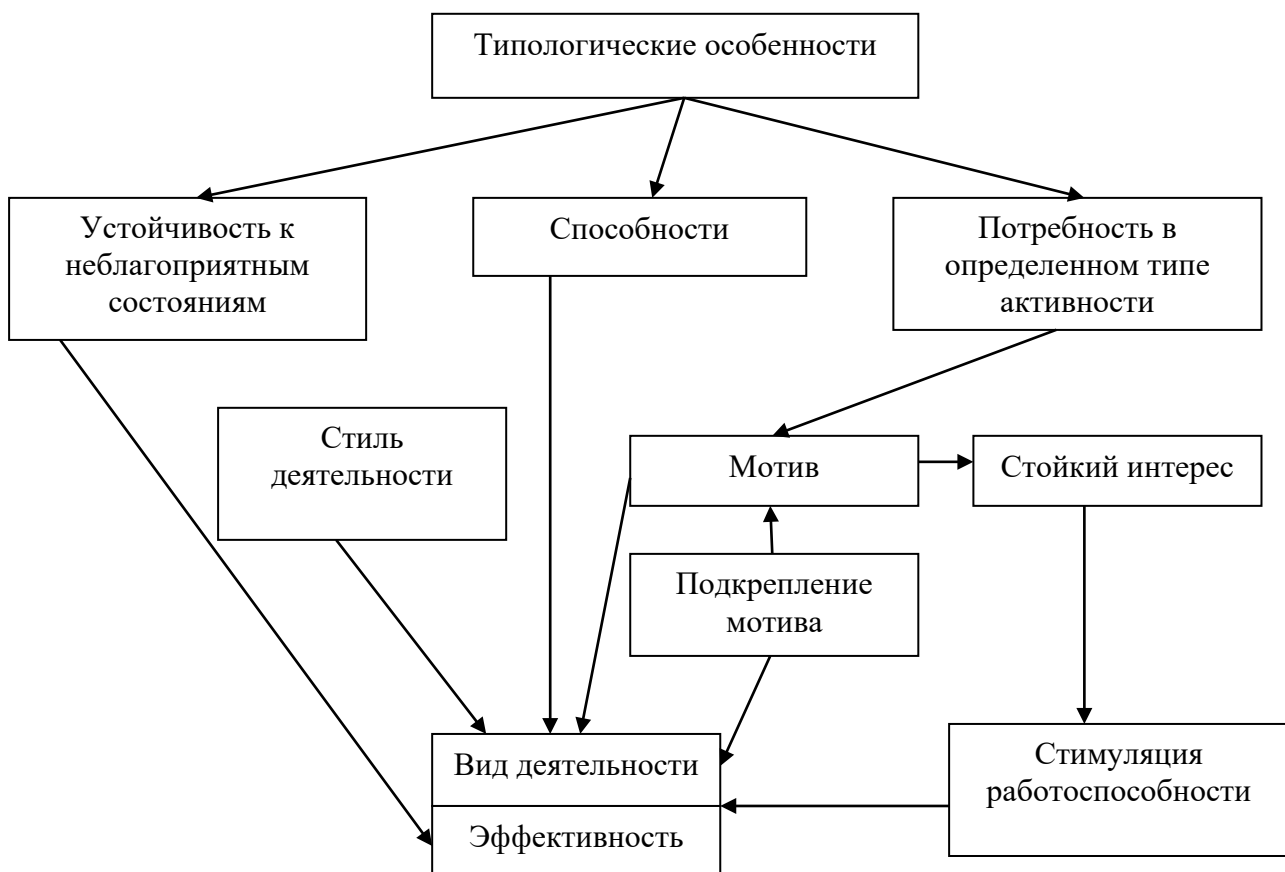 Типологические особенности
Устойчивость к
неблагоприятным
состояниям
Способности
Потребность в
определенном типе
активности
Стиль
деятельности
Мотив
Стойкий интерес
Подкрепление
мотива
Вид деятельности
Стимуляция
работоспособности
Эффективность